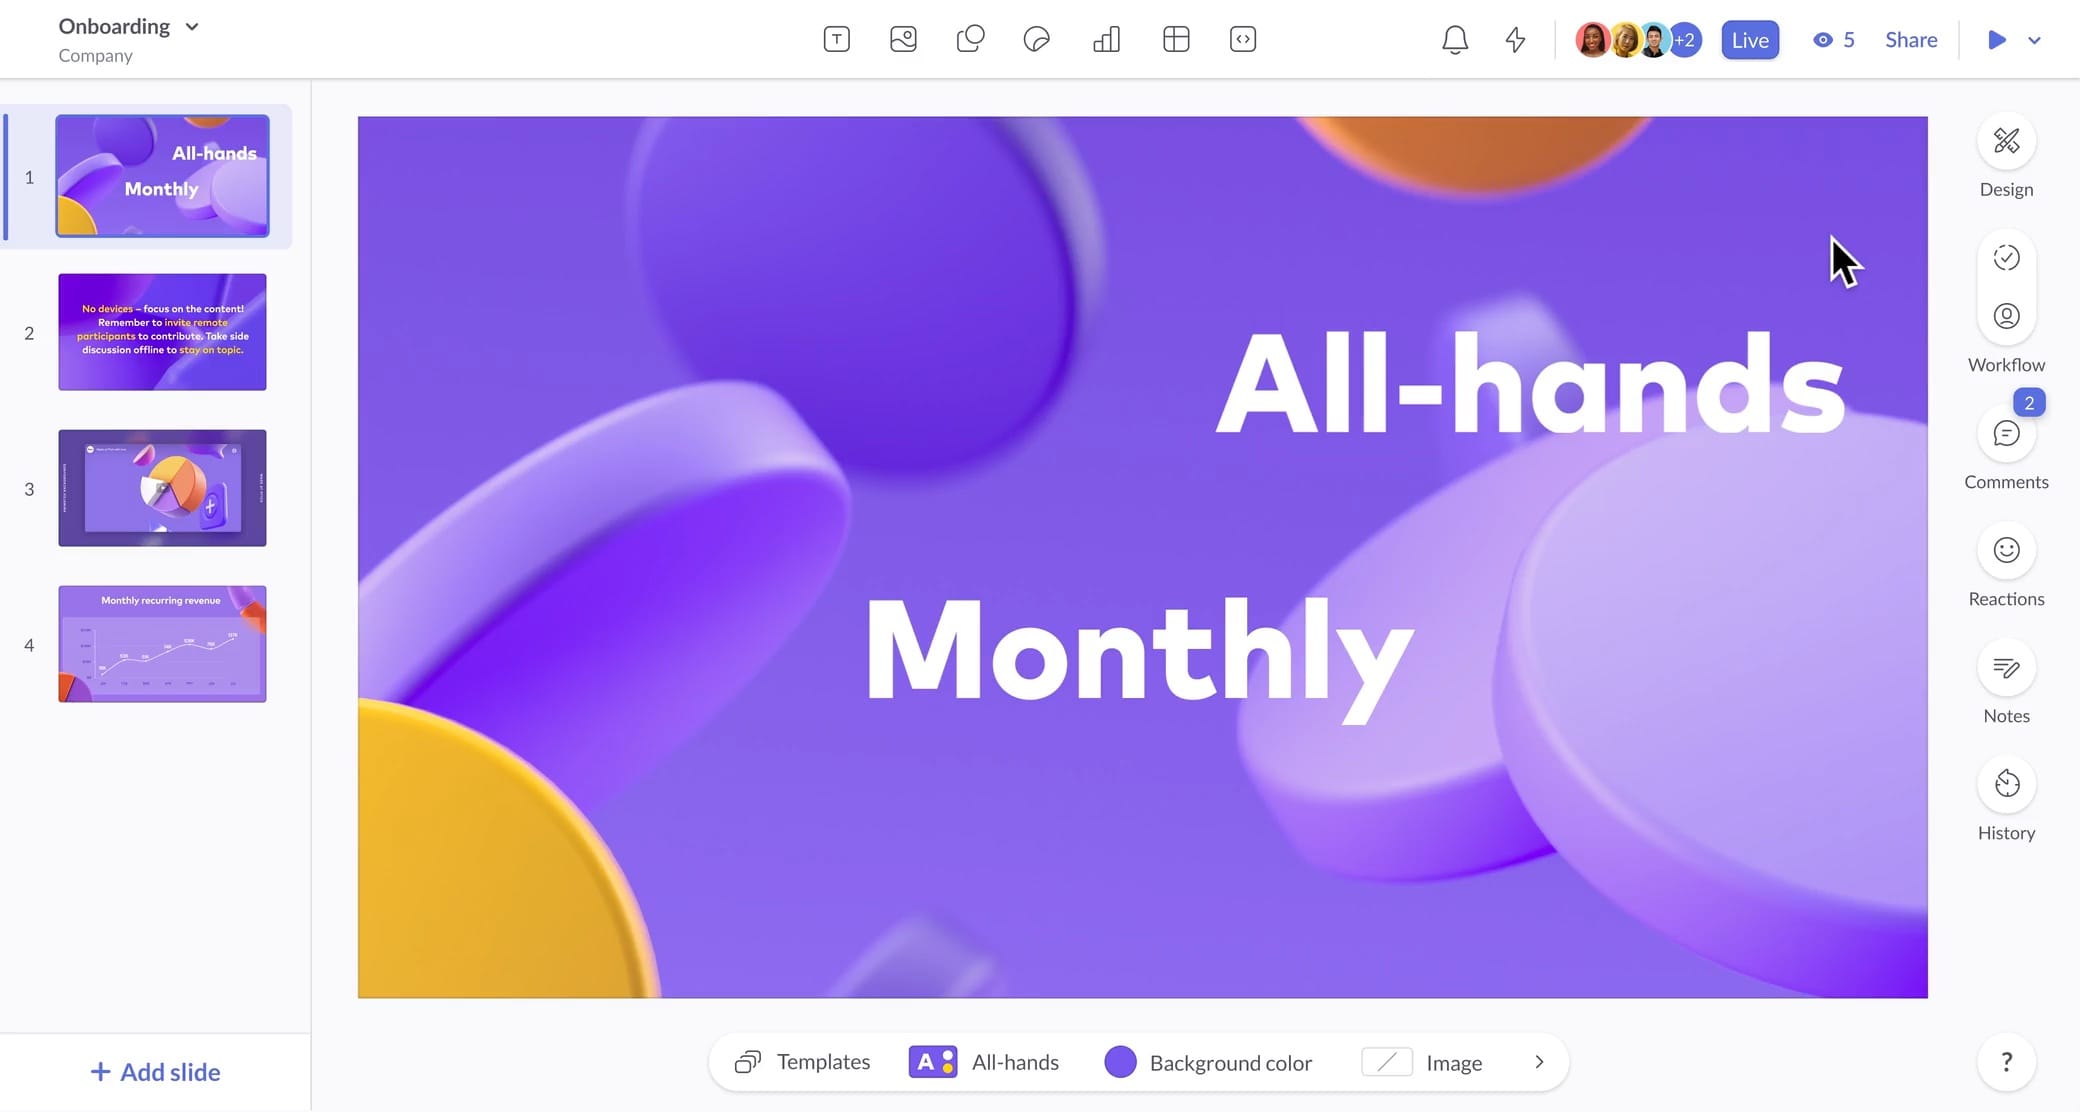 Onboarding
Company
T
+2
Live
5
Share
1
All-hands
Monthly
2
No devices – focus on the content!
Remember to invite remote
participants to contribute. Take side
discussion offline to stay on topic.
3
4
Monthly recurring revenue
+ Add slide
All-hands
Monthly
Design
Workflow
2
Comments
Reactions
Notes
History
Templates
A
All-hands
Background color
Image
?